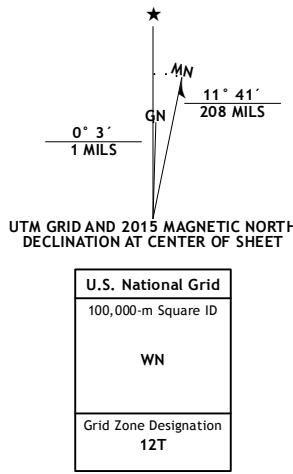 ★
MN
GN
11° 41´
208 MILS
0° 3´
1 MILS
UTM GRID AND 2015 MAGNETIC NORTH
DECLINATION AT CENTER OF SHEET
U.S. National Grid
100,000-m Square ID
WN
Grid Zone Designation
12T